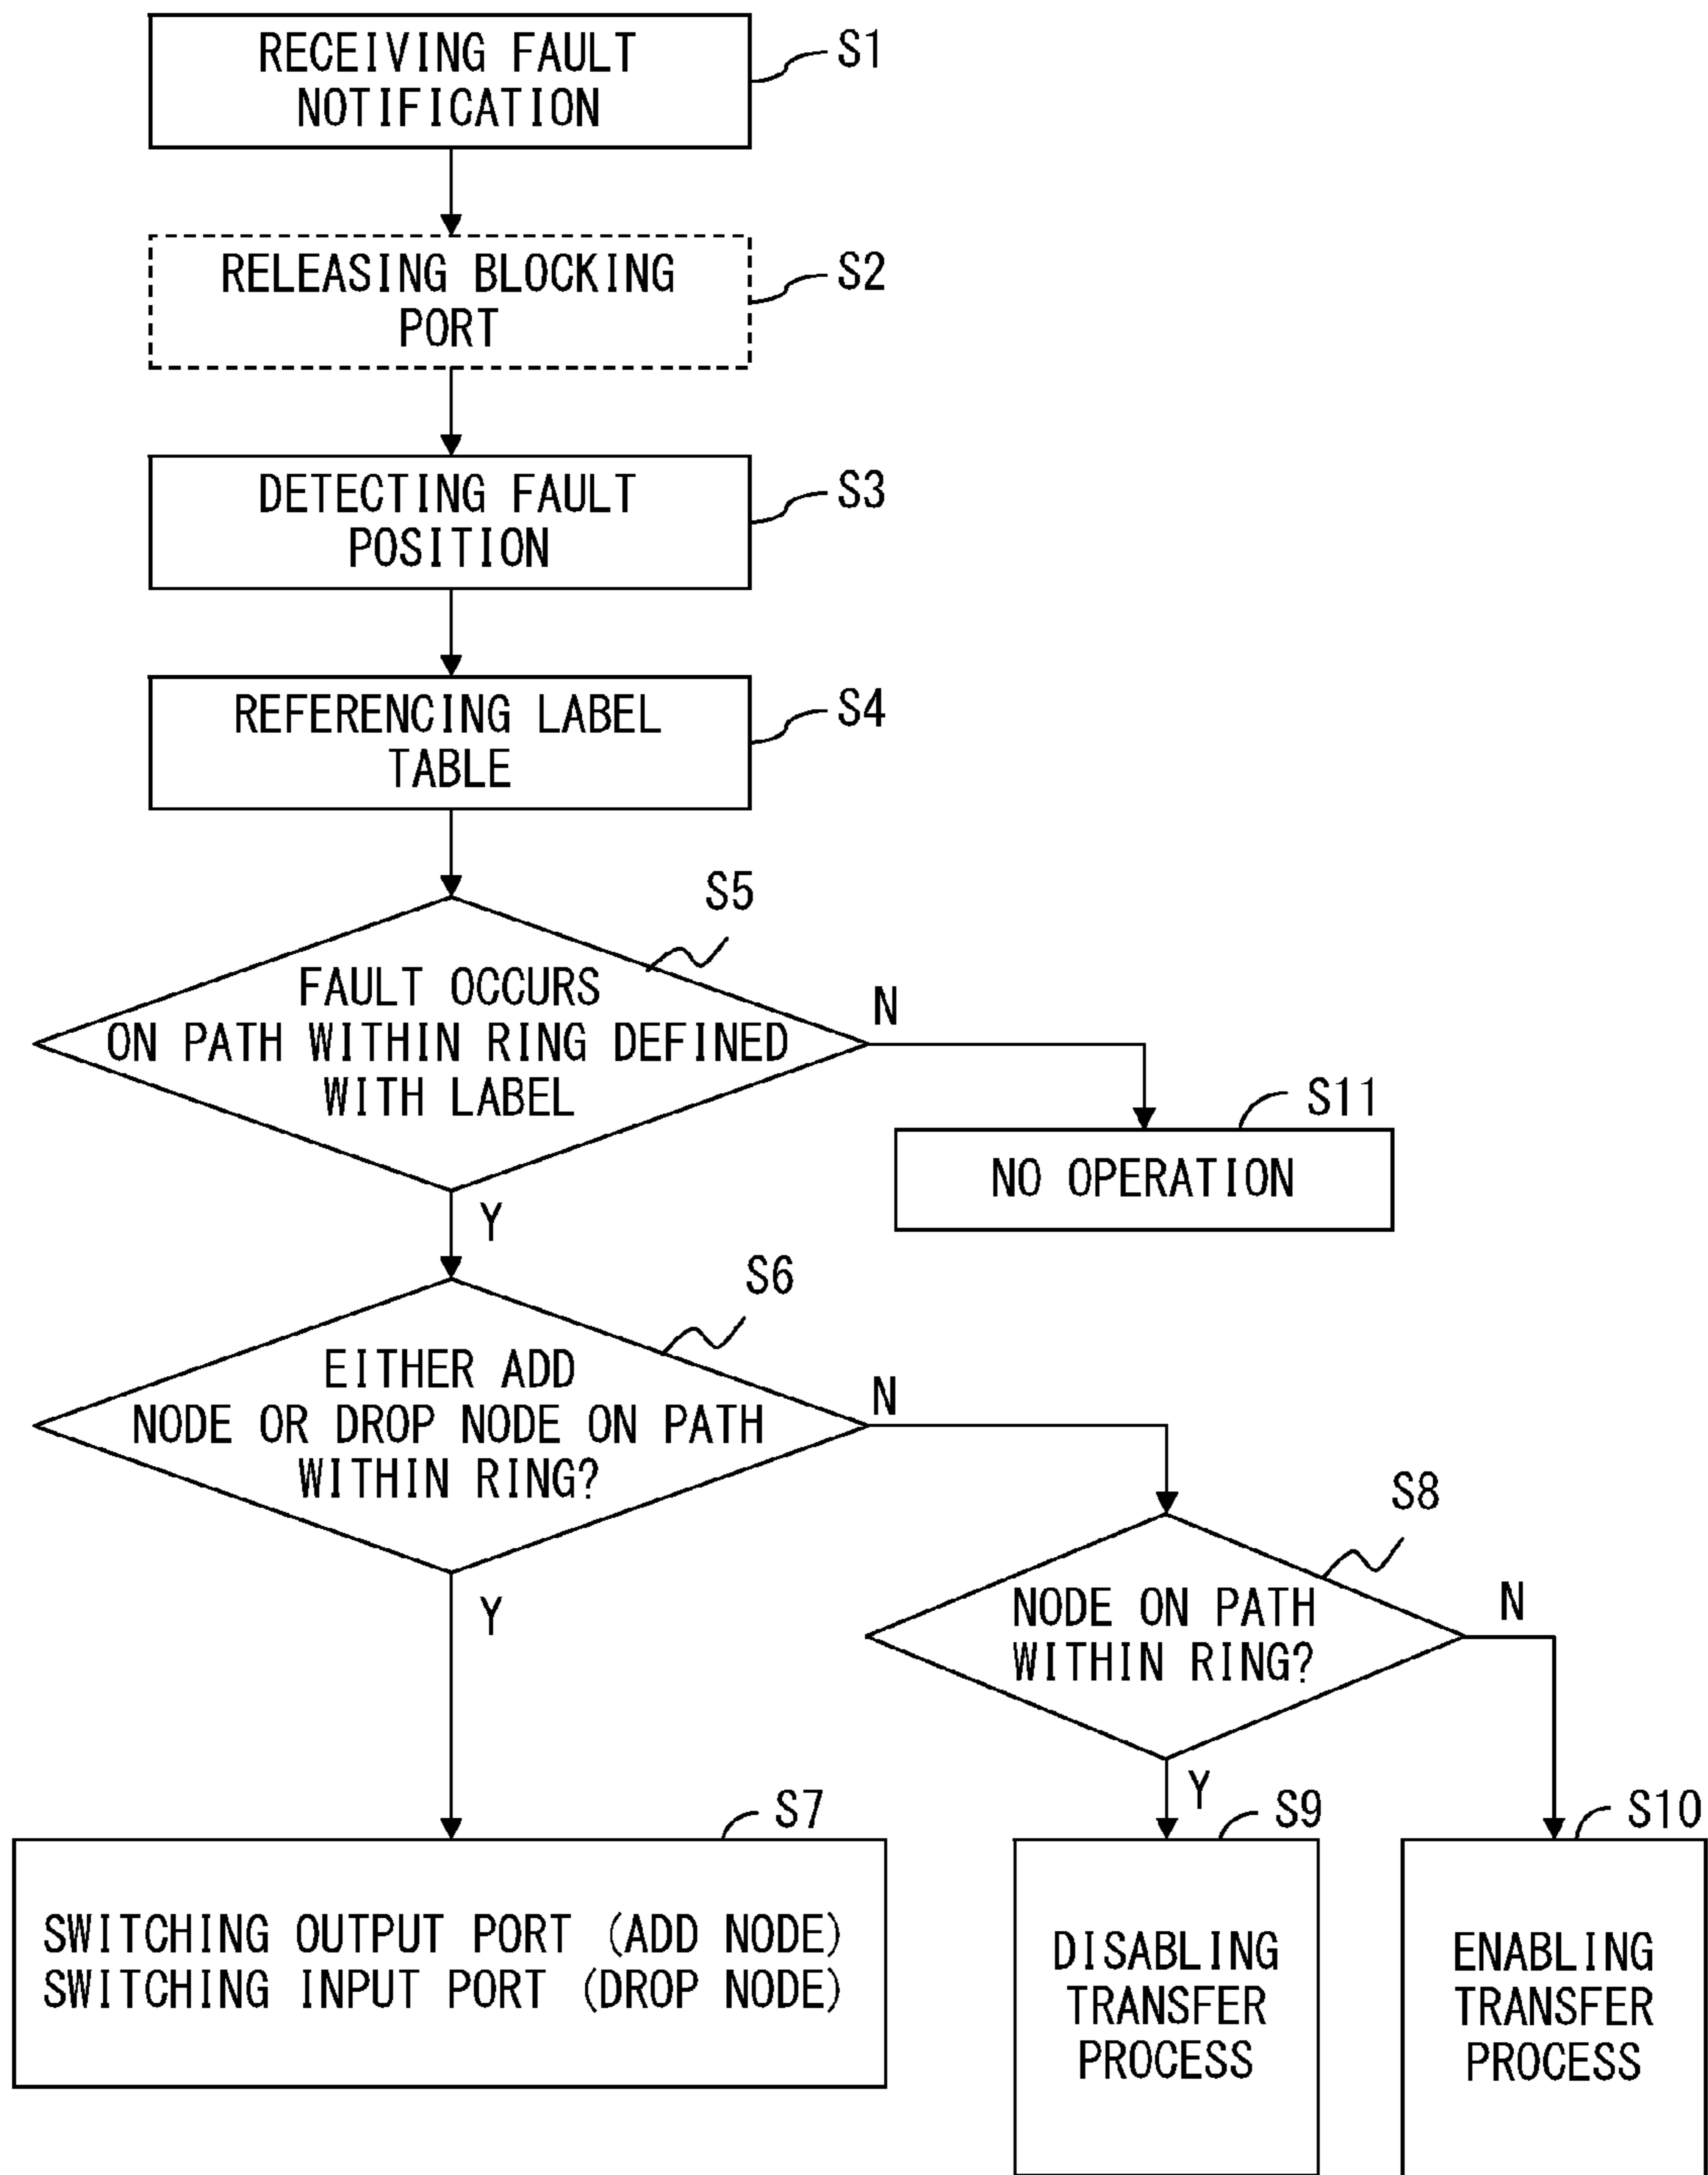 RECEIVING FAULT
NOTIFICATION
S1
RELEASING BLOCKING
PORT
S2
DETECTING FAULT
POSITION
S3
REFERENCING LABEL
TABLE
S4
S5
FAULT OCCURS
ON PATH WITHIN RING DEFINED
WITH LABEL
N
Y
S11
NO OPERATION
S6
EITHER ADD
NODE OR DROP NODE ON PATH
WITHIN RING?
N
Y
S8
NODE ON PATH
WITHIN RING?
N
Y
S7
SWITCHING OUTPUT PORT (ADD NODE)
SWITCHING INPUT PORT (DROP NODE)
S9
DISABLING
TRANSFER
PROCESS
S10
ENABLING
TRANSFER
PROCESS